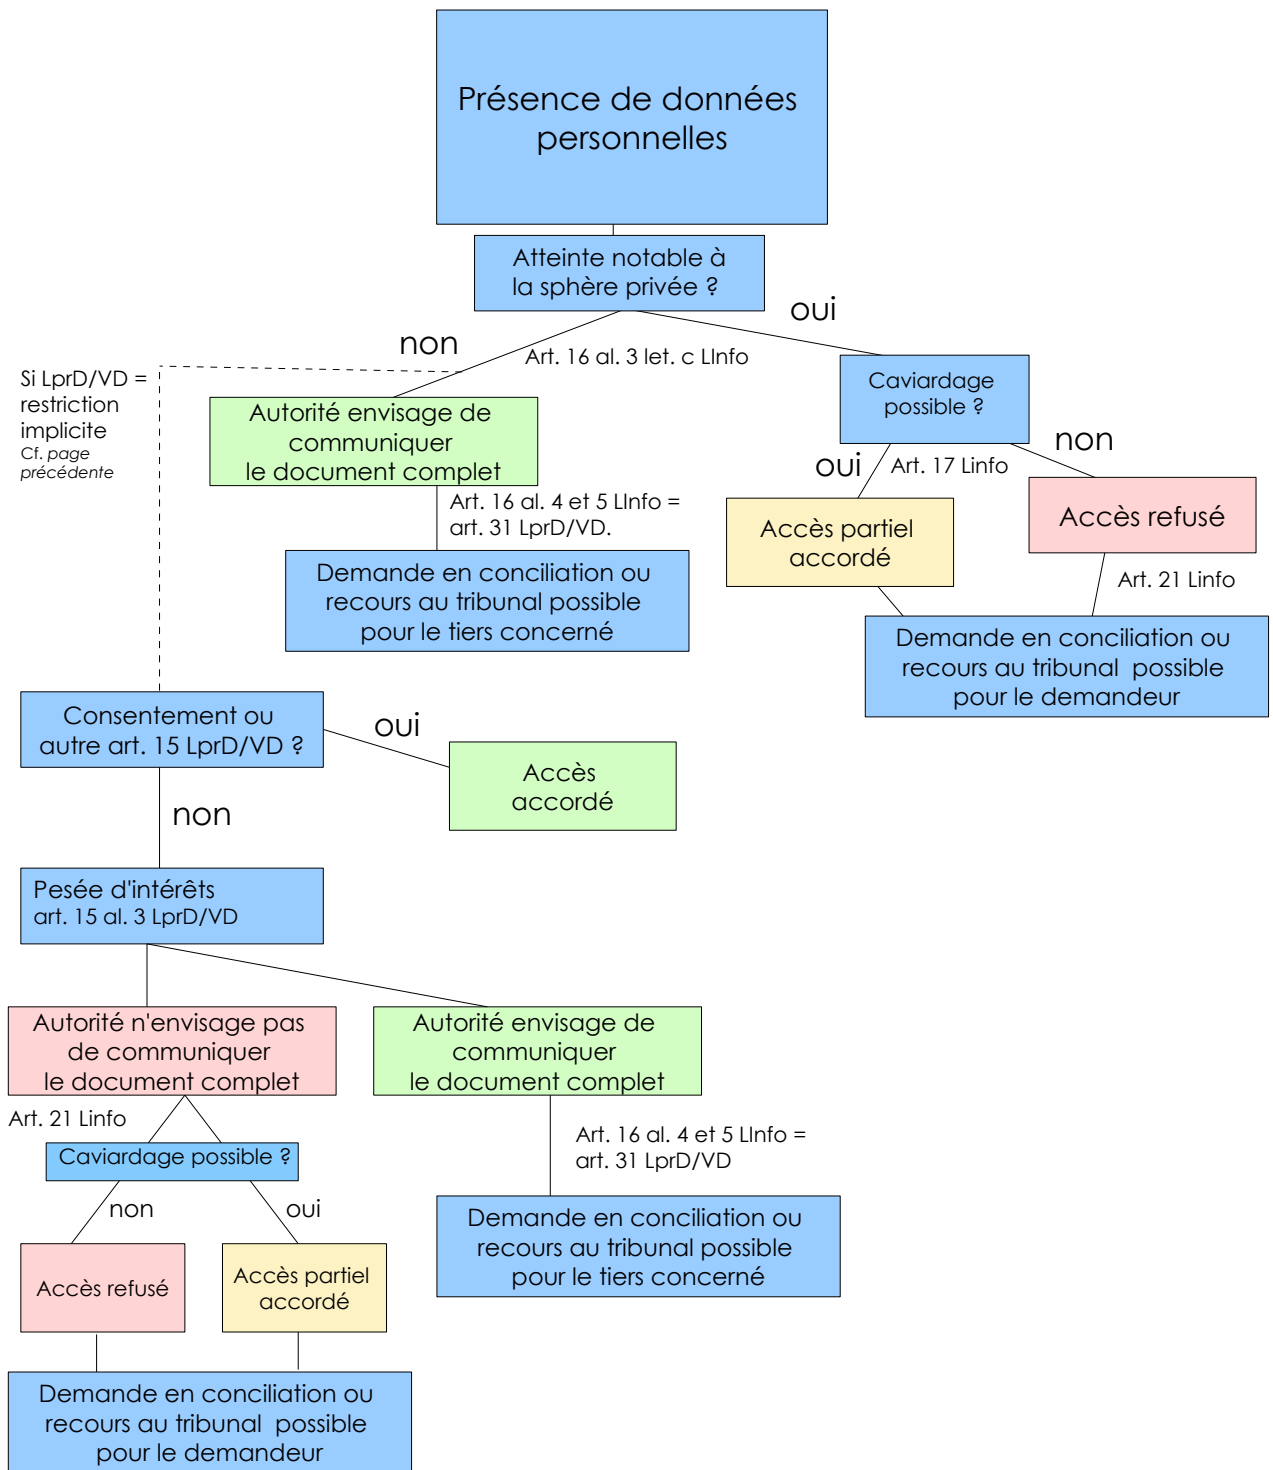 Présence de données
personnelles
Atteinte notable à
la sphère privée ?
oui
non
Art. 16 al. 3 let. c LInfo
Si LprD/VD =
restriction
implicite
Cf. page
précédente
Caviardage
possible ?
Autorité envisage de
communiquer
le document complet
non
oui
Art. 17 Linfo
Art. 16 al. 4 et 5 LInfo =
art. 31 LprD/VD.
Accès partiel
accordé
Accès refusé
Demande en conciliation ou
recours au tribunal possible
pour le tiers concerné
Art. 21 Linfo
Demande en conciliation ou
recours au tribunal  possible
pour le demandeur
Consentement ou
autre art. 15 LprD/VD ?
oui
Accès
accordé
non
Pesée d'intérêts
art. 15 al. 3 LprD/VD
Autorité n'envisage pas
de communiquer
le document complet
Autorité envisage de
communiquer
le document complet
Art. 21 Linfo
Art. 16 al. 4 et 5 LInfo =
art. 31 LprD/VD
Caviardage possible ?
non
oui
Demande en conciliation ou
recours au tribunal possible
pour le tiers concerné
Accès refusé
Accès partiel
accordé
Demande en conciliation ou
recours au tribunal  possible
pour le demandeur